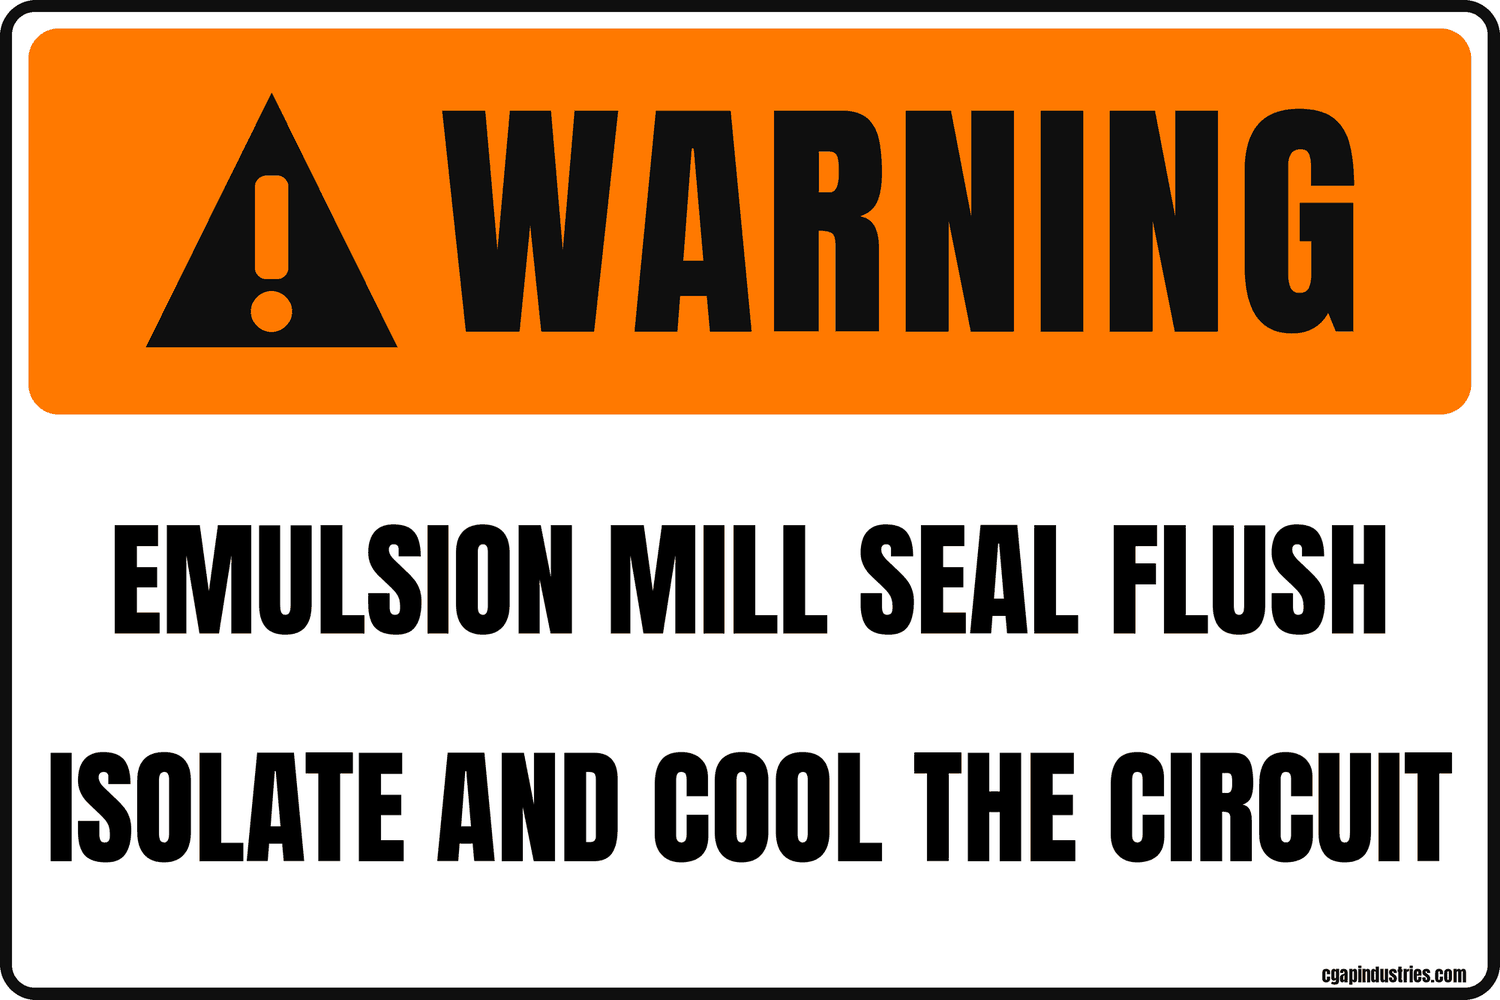 WARNING
EMULSION MILL SEAL FLUSH
ISOLATE AND COOL THE CIRCUIT
cgapindustries.com